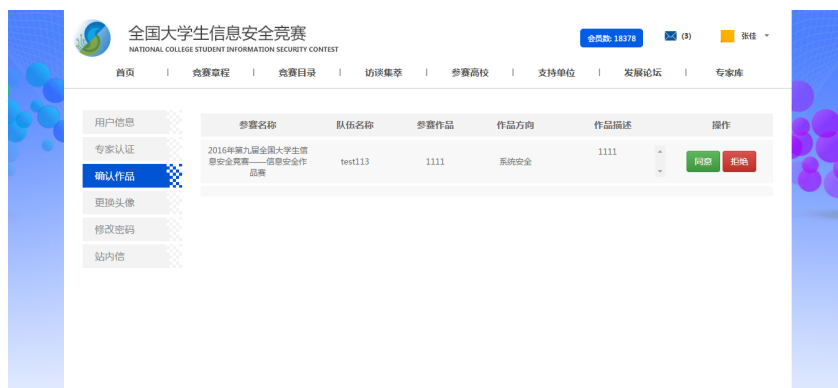 全国大学生信息安全竞赛
NATIONAL COLLEGE STUDENT INFORMATION SECURITY CONTEST
会员数: 18378 (3) 张佳
首页 | 竞赛章程 | 竞赛目录 | 访谈集萃 | 参赛高校 | 支持单位 | 发展论坛 | 专家库
用户信息
专家认证
确认作品
更换头像
修改密码
站内信
参赛名称 队伍名称 参赛作品 作品方向 作品描述 操作
2016年第九届全国大学生信
息安全竞赛——信息安全作
品赛
test113 1111 系统安全 1111 同意 拒绝